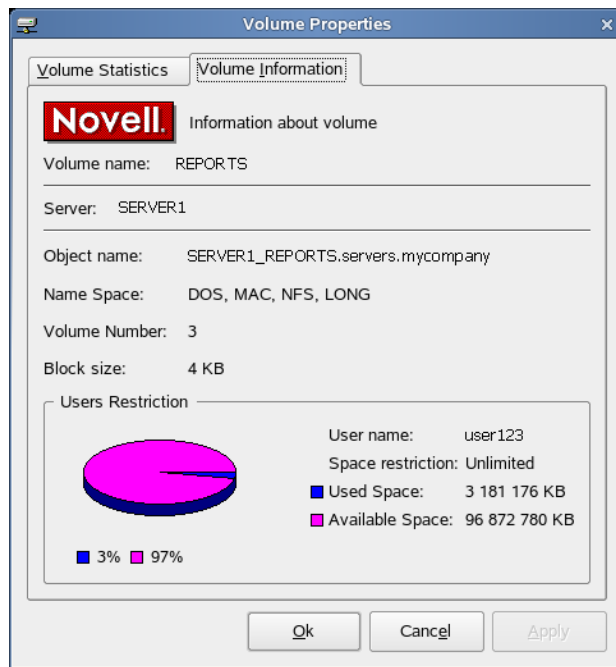 Volume Properties
Volume Statistics
Volume Information
Novell.
Information about volume
Volume name: REPORTS
Server: SERVER1
Object name: SERVER1_REPORTS.servers.mycompany
Name Space: DOS, MAC, NFS, LONG
Volume Number: 3
Block size: 4 KB
Users Restriction
User name: user123
Space restriction: Unlimited
Used Space: 3 181 176 KB
Available Space: 96 872 780 KB
3% 97%
Ok Cancel Apply